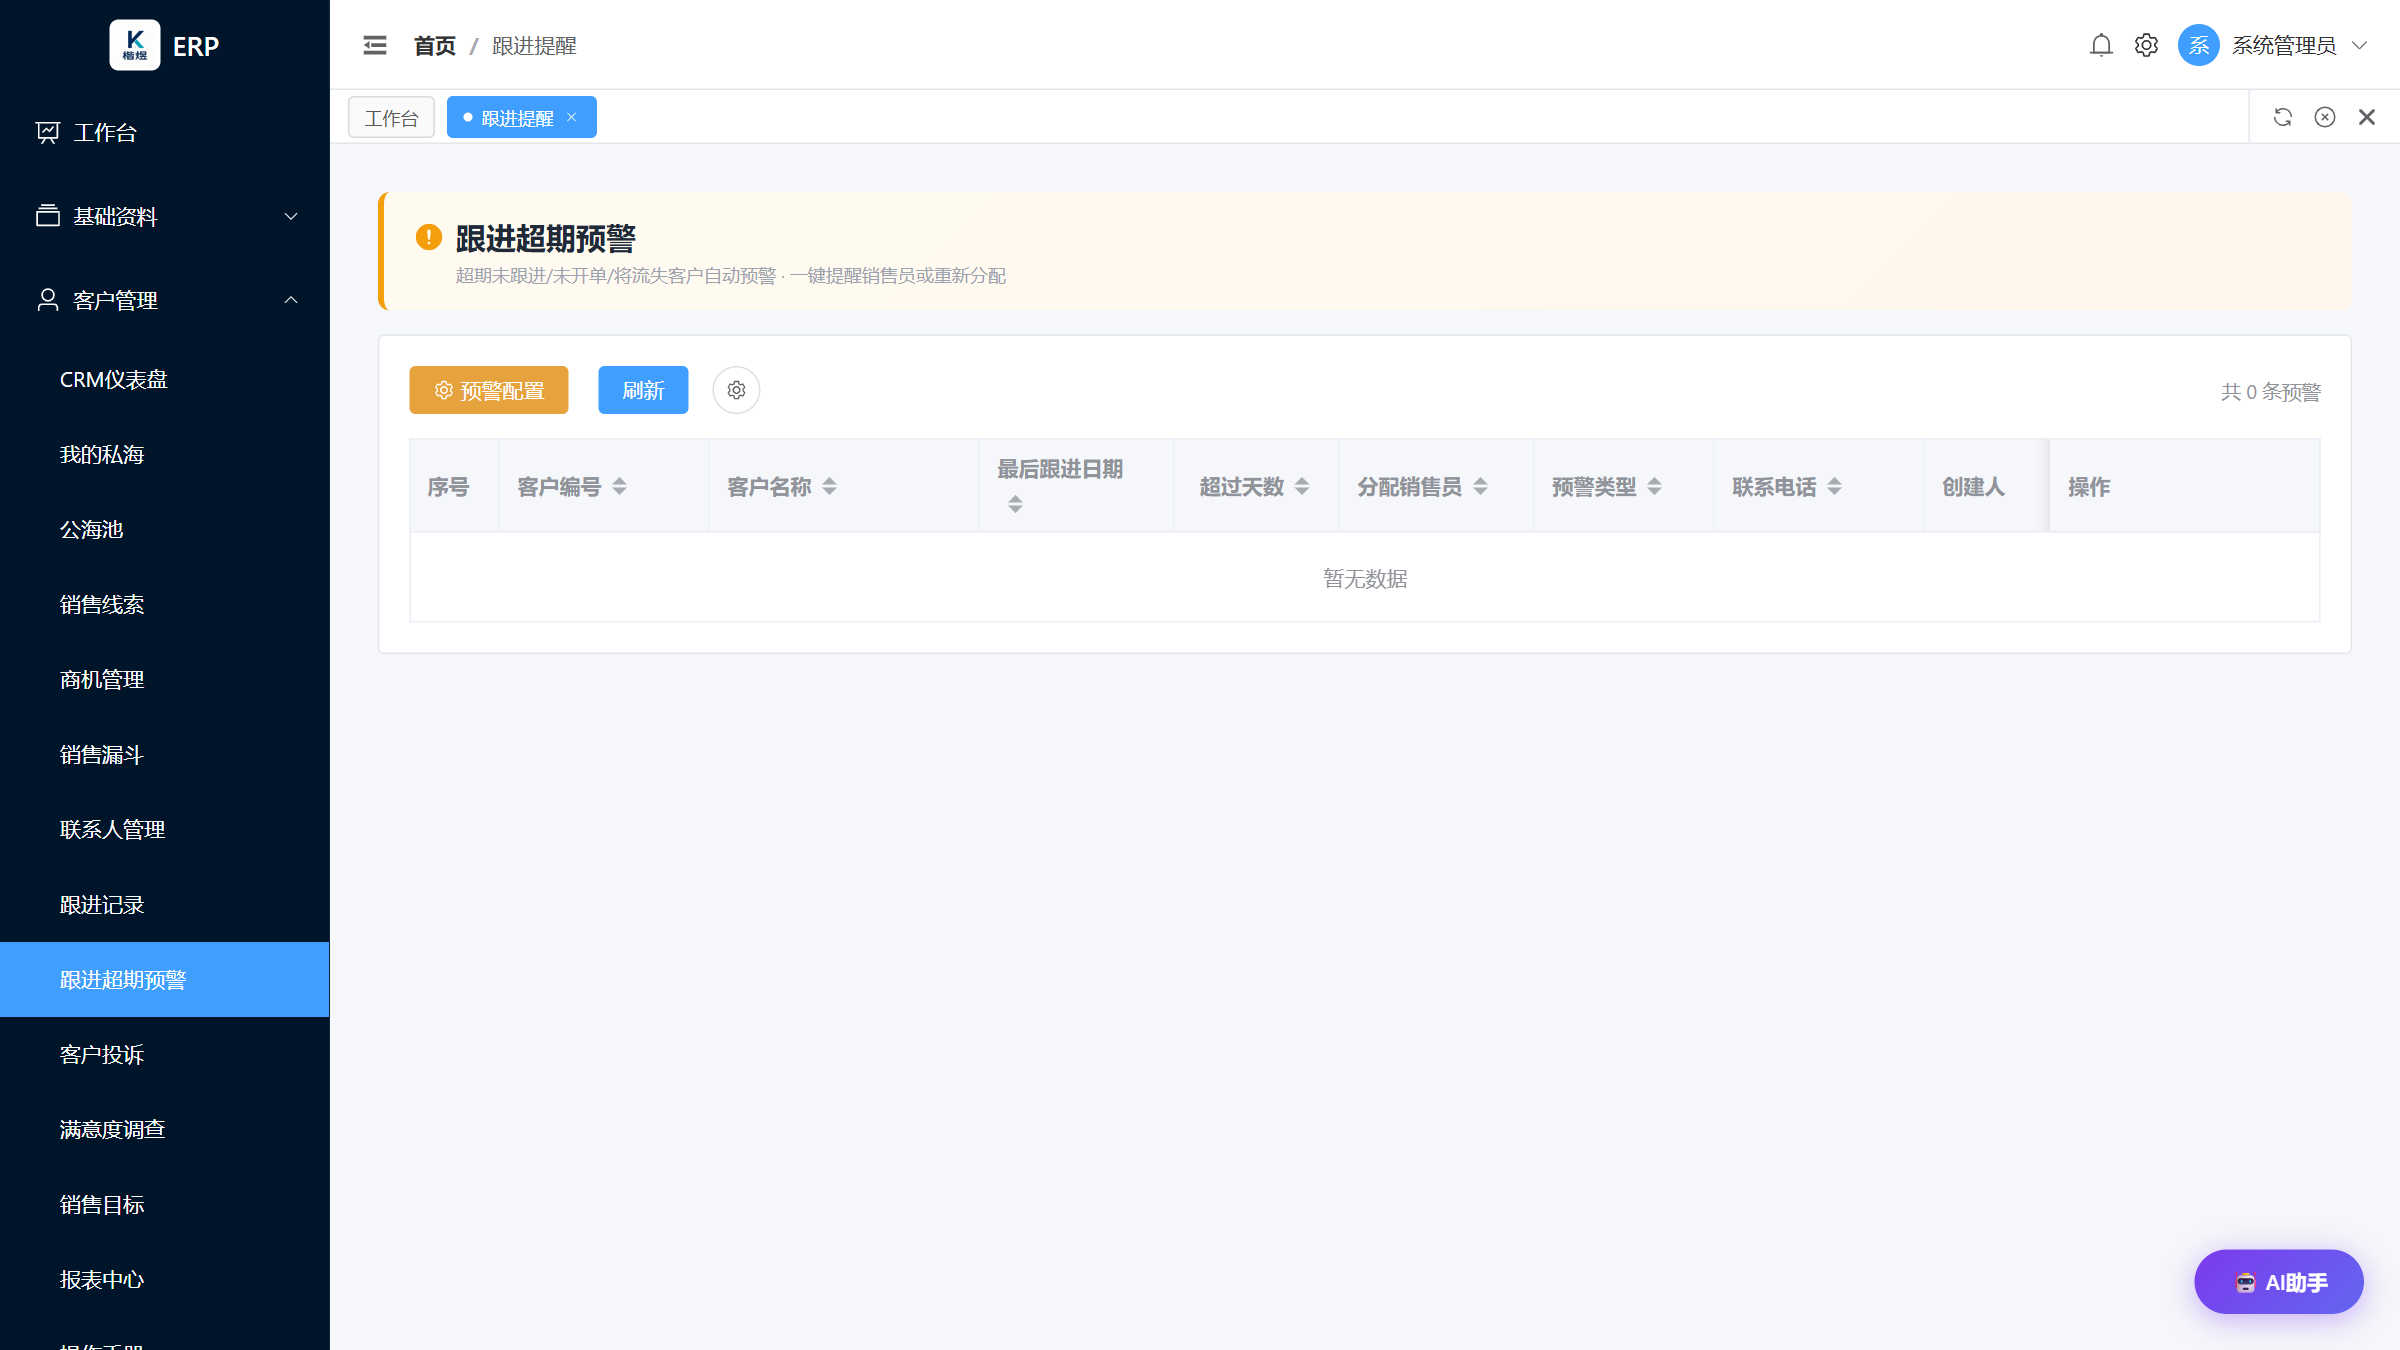 K
楷煜
ERP
工作台
基础资料
客户管理
CRM仪表盘
我的私海
公海池
销售线索
商机管理
销售漏斗
联系人管理
跟进记录
跟进超期预警
客户投诉
满意度调查
销售目标
报表中心
首页 / 跟进提醒
系 系统管理员
工作台
跟进提醒
跟进超期预警
超期未跟进/未开单/将流失客户自动预警 · 一键提醒销售员或重新分配
预警配置
刷新
共 0 条预警
序号 客户编号 客户名称 最后跟进日期 超过天数 分配销售员 预警类型 联系电话 创建人 操作
暂无数据
AI助手